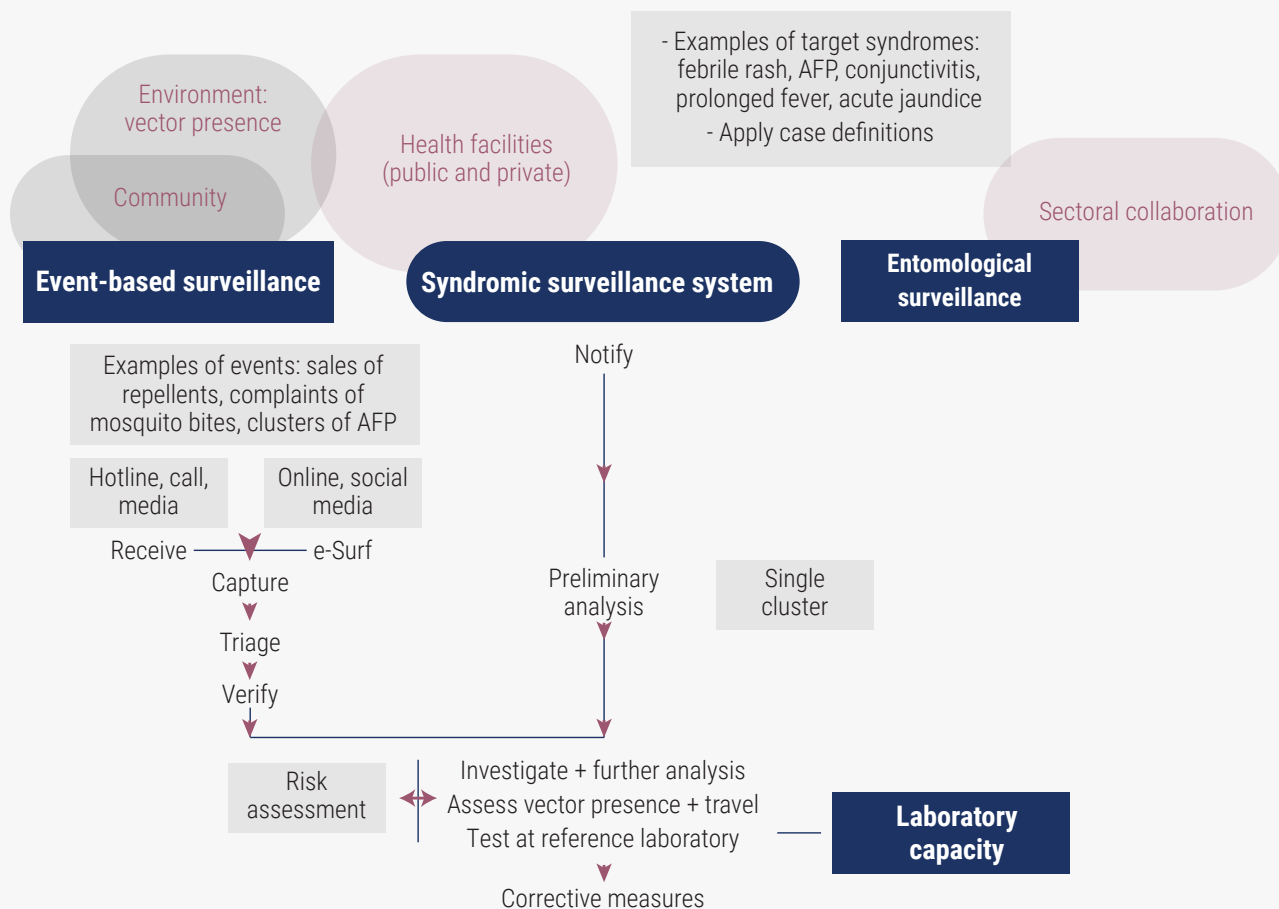 - Examples of target syndromes:
febrile rash, AFP, conjunctivitis,
prolonged fever, acute jaundice
- Apply case definitions
Environment:
vector presence
Community
Health facilities
(public and private)
Sectoral collaboration
Event-based surveillance
Syndromic surveillance system
Entomological
surveillance
Examples of events: sales of
repellents, complaints of
mosquito bites, clusters of AFP
Hotline, call,
media
Online, social
media
Receive
e-Surf
Capture
Triage
Verify
Notify
Preliminary
analysis
Single
cluster
Risk
assessment
Investigate + further analysis
Assess vector presence + travel
Test at reference laboratory
Laboratory
capacity
Corrective measures